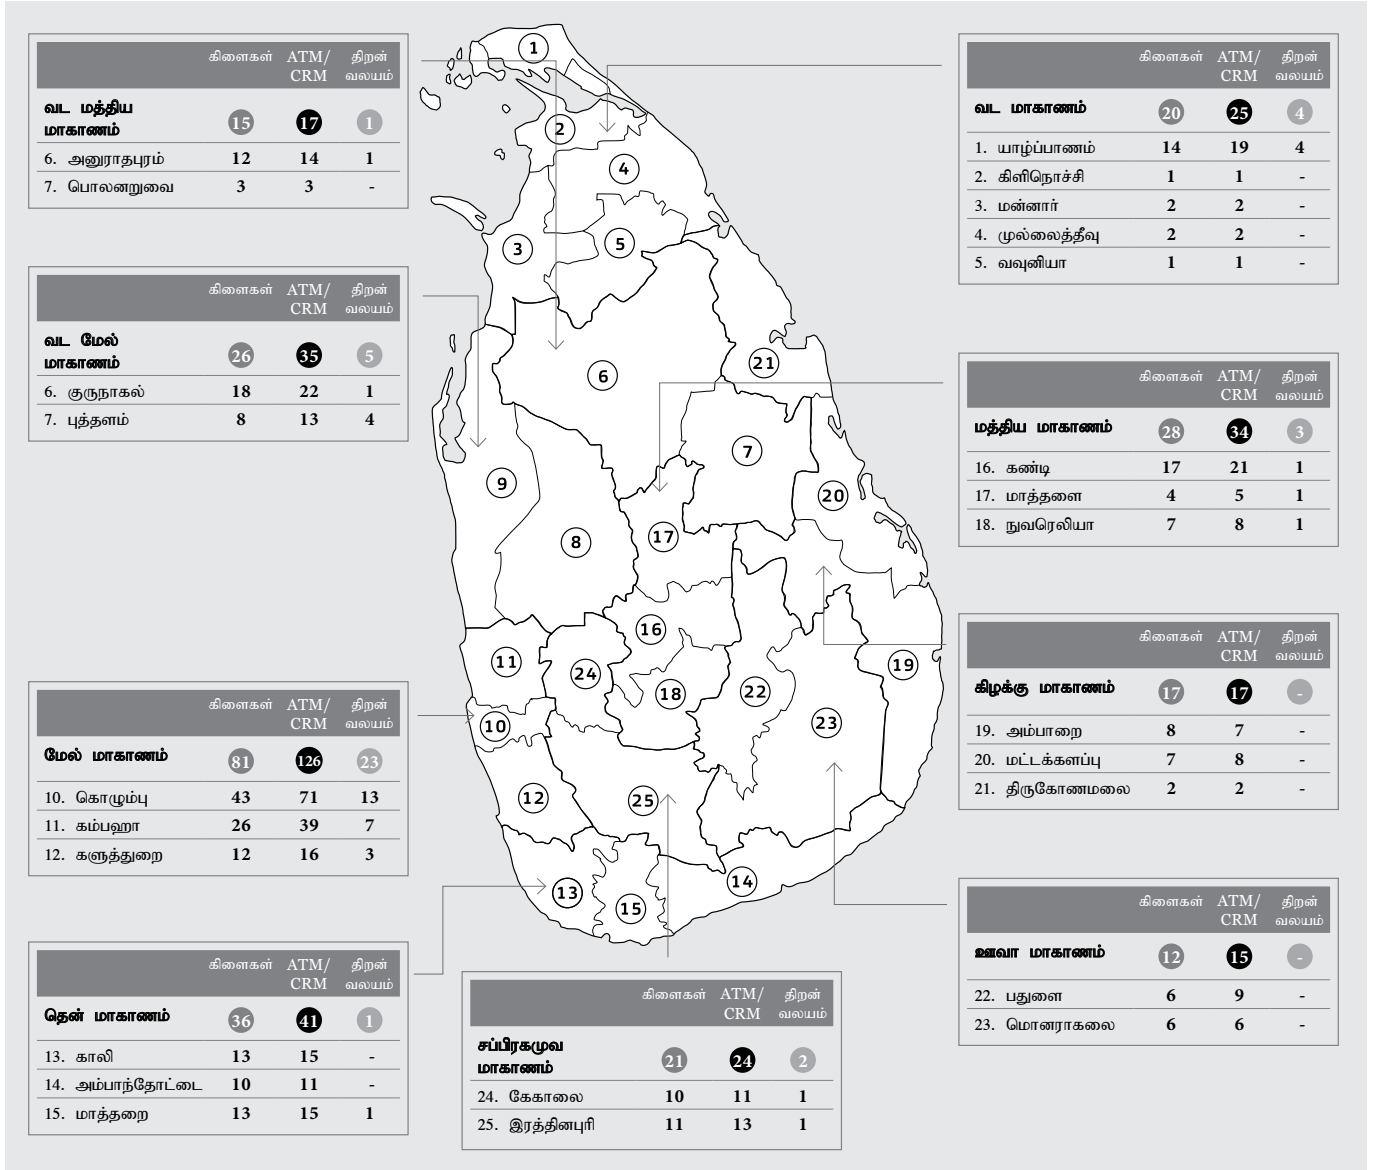 கிளைகள் ATM/ CRM திறன் வலயம்
வட மத்திய மாகாணம் 15 17 1
6. அனுராதபுரம் 12 14 1
7. பொலனறுவை 3 3 -
கிளைகள் ATM/ CRM திறன் வலயம்
வட மேல் மாகாணம் 26 35 5
6. குருநாகல் 18 22 1
7. புத்தளம் 8 13 4
கிளைகள் ATM/ CRM திறன் வலயம்
மேல் மாகாணம் 81 126 23
10. கொழும்பு 43 71 13
11. கம்பஹா 26 39 7
12. களுத்துறை 12 16 3
கிளைகள் ATM/ CRM திறன் வலயம்
தென் மாகாணம் 36 41 1
13. காலி 13 15 -
14. அம்பாந்தோட்டை 10 11 -
15. மாத்தறை 13 15 1
1
2
4
3
5
21
6
7
9
20
8
17
16
11
24
19
18
22
10
23
12
25
14
13
15
கிளைகள் ATM/ CRM திறன் வலயம்
சப்பிரகமுவ மாகாணம் 21 24 2
24. கேகாலை 10 11 1
25. இரத்தினபுரி 11 13 1
கிளைகள் ATM/ CRM திறன் வலயம்
வட மாகாணம் 20 25 4
1. யாழ்ப்பாணம் 14 19 4
2. கிளிநொச்சி 1 1 -
3. மன்னார் 2 2 -
4. முல்லைத்தீவு 2 2 -
5. வவுனியா 1 1 -
கிளைகள் ATM/ CRM திறன் வலயம்
மத்திய மாகாணம் 28 34 3
16. கண்டி 17 21 1
17. மாத்தளை 4 5 1
18. நுவரெலியா 7 8 1
கிளைகள் ATM/ CRM திறன் வலயம்
கிழக்கு மாகாணம் 17 17 -
19. அம்பாறை 8 7 -
20. மட்டக்களப்பு 7 8 -
21. திருகோணமலை 2 2 -
கிளைகள் ATM/ CRM திறன் வலயம்
ஊவா மாகாணம் 12 15 -
22. பதுளை 6 9 -
23. மொனராகலை 6 6 -